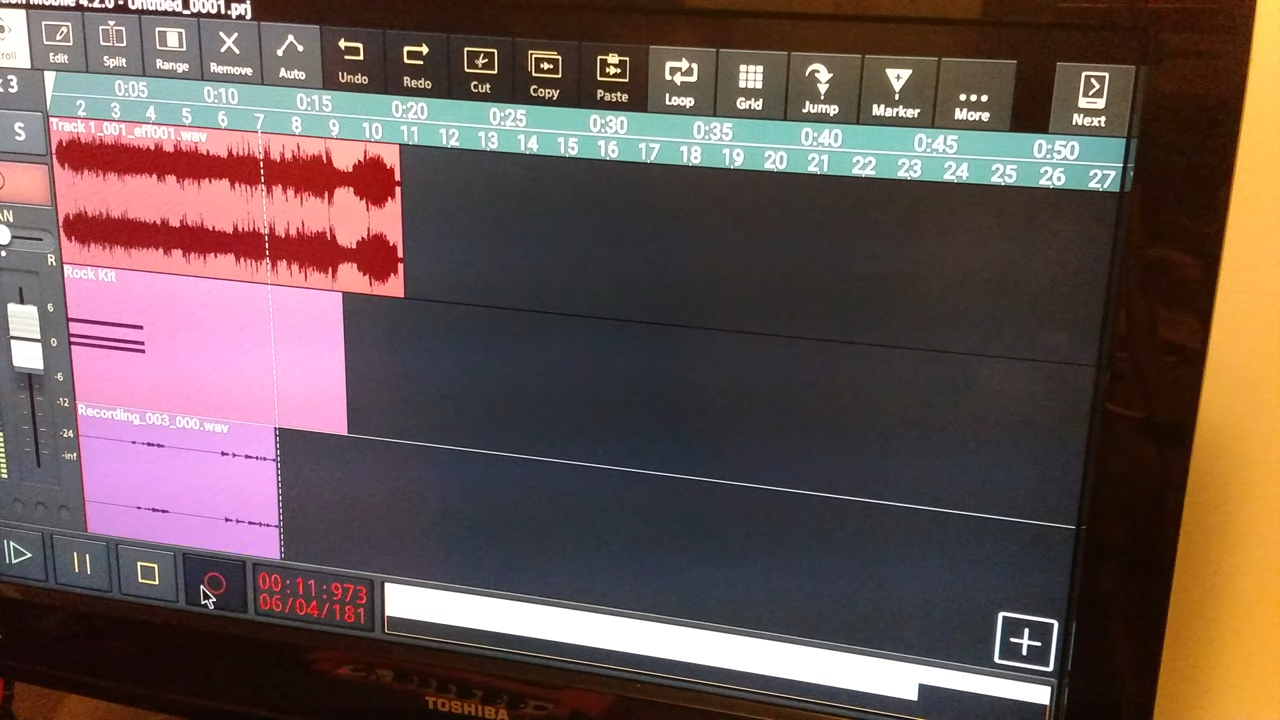 Mobile 4.2.0 - Untitled_0001.prj
Edit Split Range Remove Auto Undo Redo Cut Copy Paste Loop Grid Jump Marker More Next
3
0:05 0:10 0:15 0:20 0:25 0:30 0:35 0:40 0:45 0:50
2 3 4 5 6 7 8 9 10 11 12 13 14 15 16 17 18 19 20 21 22 23 24 25 26 27
S
Track 1_001_eff001.wav
R
Rock Kit
6
0
-6
-12
-24
-inf
Recording_003_000.wav
00:11:973
06/04/181
TOSHIBA